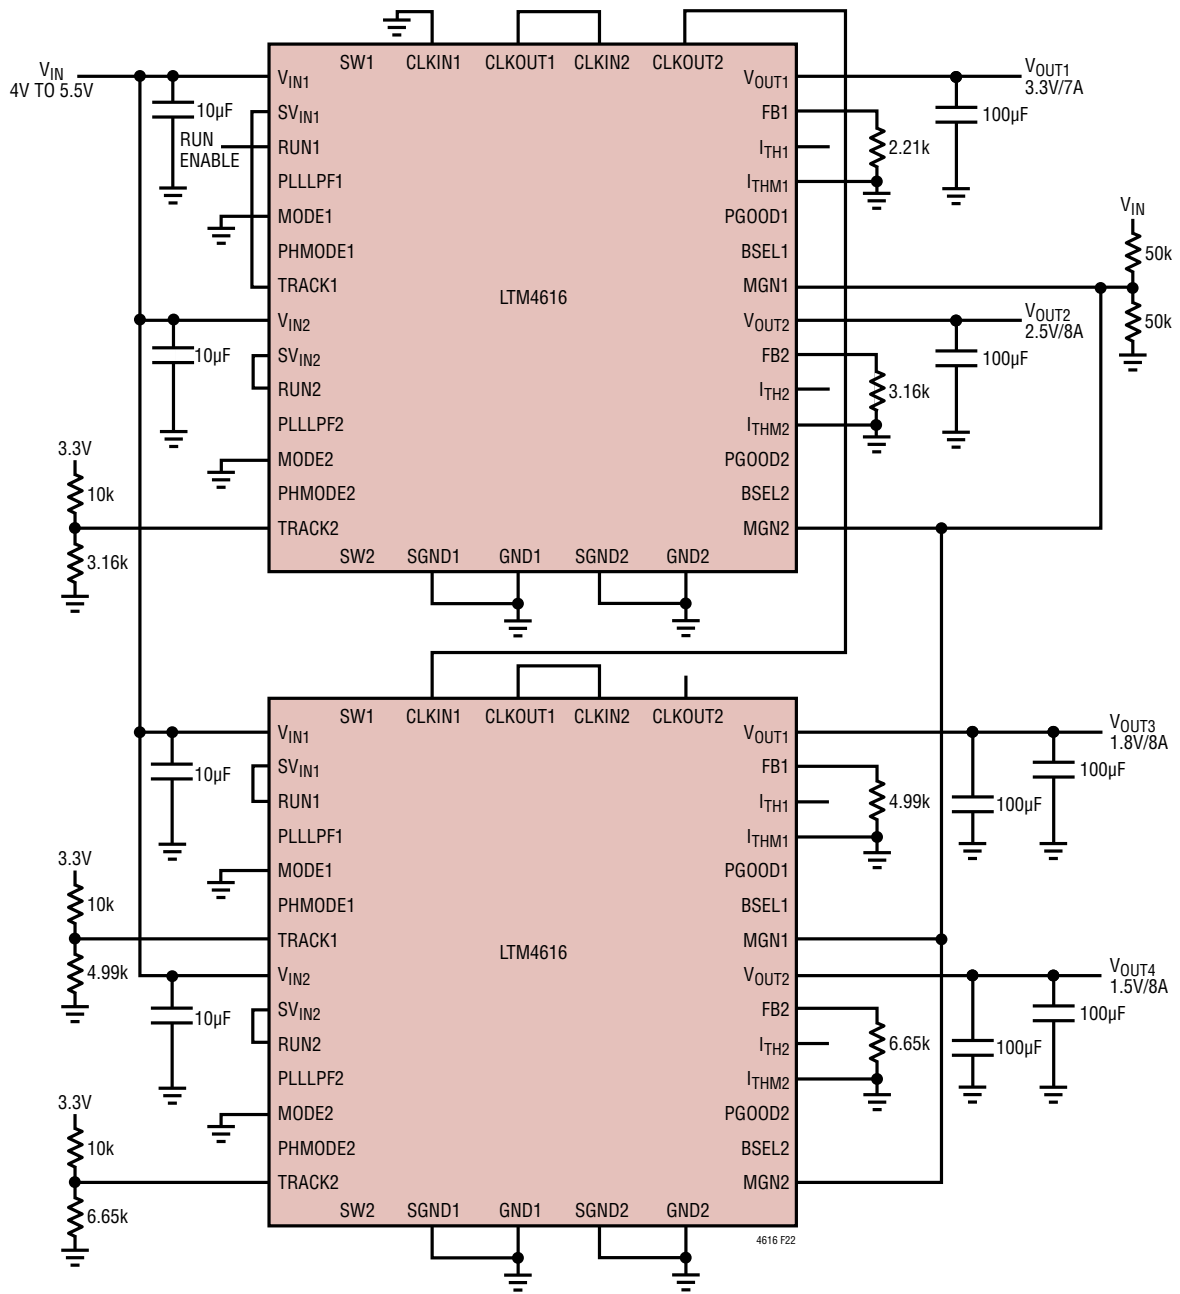 SW1 CLKIN1 CLKOUT1 CLKIN2 CLKOUT2
VIN
4V TO 5.5V
VIN1
10µF
SVIN1
RUN
ENABLE
RUN1
PLLLPF1
MODE1
PHMODE1
TRACK1
VIN2
10µF
SVIN2
RUN2
PLLLPF2
3.3V
MODE2
10k
PHMODE2
TRACK2
3.16k
LTM4616
VOUT1
VOUT1
3.3V/7A
FB1
100µF
ITH1
2.21k
ITHM1
PGOOD1
VIN
BSEL1
50k
MGN1
VOUT2
VOUT2
2.5V/8A
50k
FB2
100µF
ITH2
3.16k
ITHM2
PGOOD2
BSEL2
MGN2
SW2 SGND1 GND1 SGND2 GND2
SW1 CLKIN1 CLKOUT1 CLKIN2 CLKOUT2
VIN1
10µF
SVIN1
RUN1
PLLLPF1
3.3V
MODE1
10k
PHMODE1
TRACK1
4.99k
VIN2
10µF
SVIN2
RUN2
PLLLPF2
3.3V
MODE2
10k
PHMODE2
TRACK2
6.65k
LTM4616
VOUT1
VOUT3
1.8V/8A
FB1
100µF
ITH1
4.99k
100µF
ITHM1
PGOOD1
BSEL1
MGN1
VOUT2
VOUT4
1.5V/8A
FB2
100µF
ITH2
6.65k
100µF
ITHM2
PGOOD2
BSEL2
MGN2
SW2 SGND1 GND1 SGND2 GND2
4616 F22